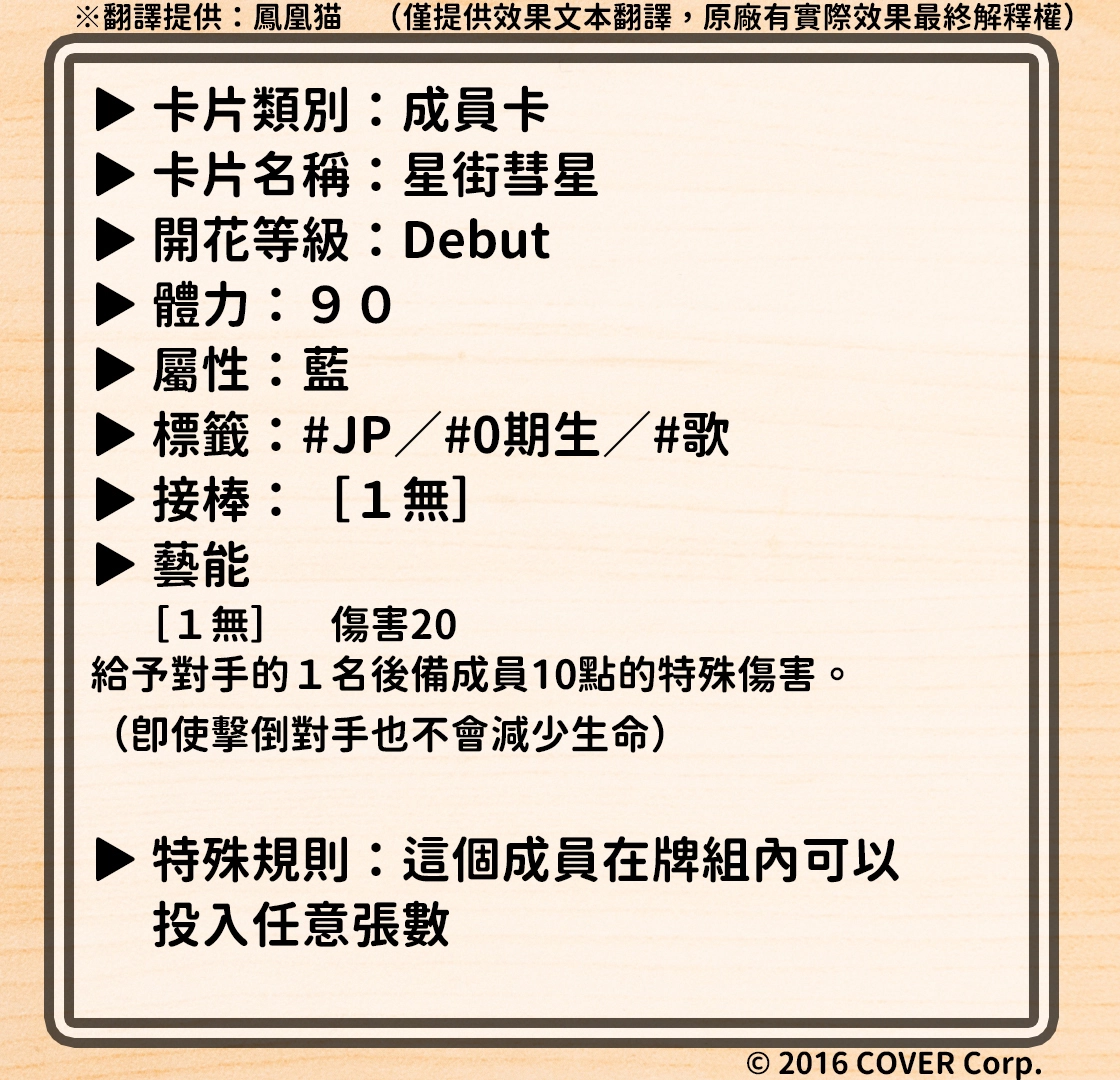 ※翻譯提供：鳳凰猫　（僅提供效果文本翻譯，原廠有實際效果最終解釋權）
▶ 卡片類別：成員卡
▶ 卡片名稱：星街彗星
▶ 開花等級：Debut
▶ 體力：９０
▶ 屬性：藍
▶ 標籤：#JP／#0期生／#歌
▶ 接棒：［１無］
▶ 藝能
［１無］　傷害20
給予對手的１名後備成員10點的特殊傷害。
（即使擊倒對手也不會減少生命）
▶ 特殊規則：這個成員在牌組內可以
投入任意張數
© 2016 COVER Corp.